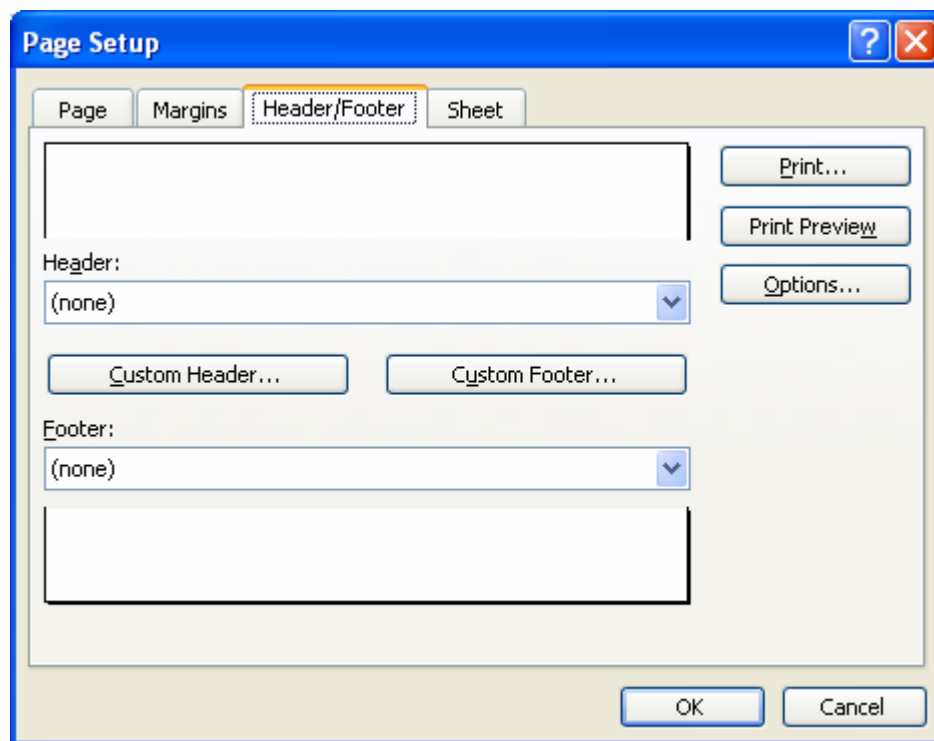 Page Setup
?
Page Margins Header/Footer Sheet
Print...
Print Preview
Header:
(none)
Options...
Custom Header... Custom Footer...
Footer:
(none)
OK Cancel